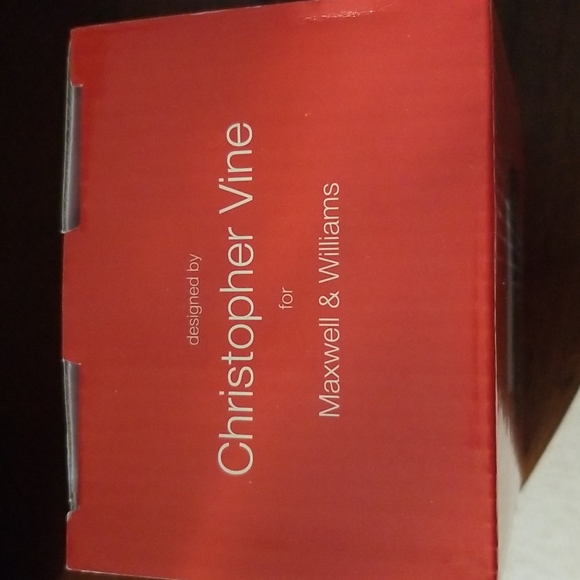 designed by
Christopher Vine
for
Maxwell & Williams